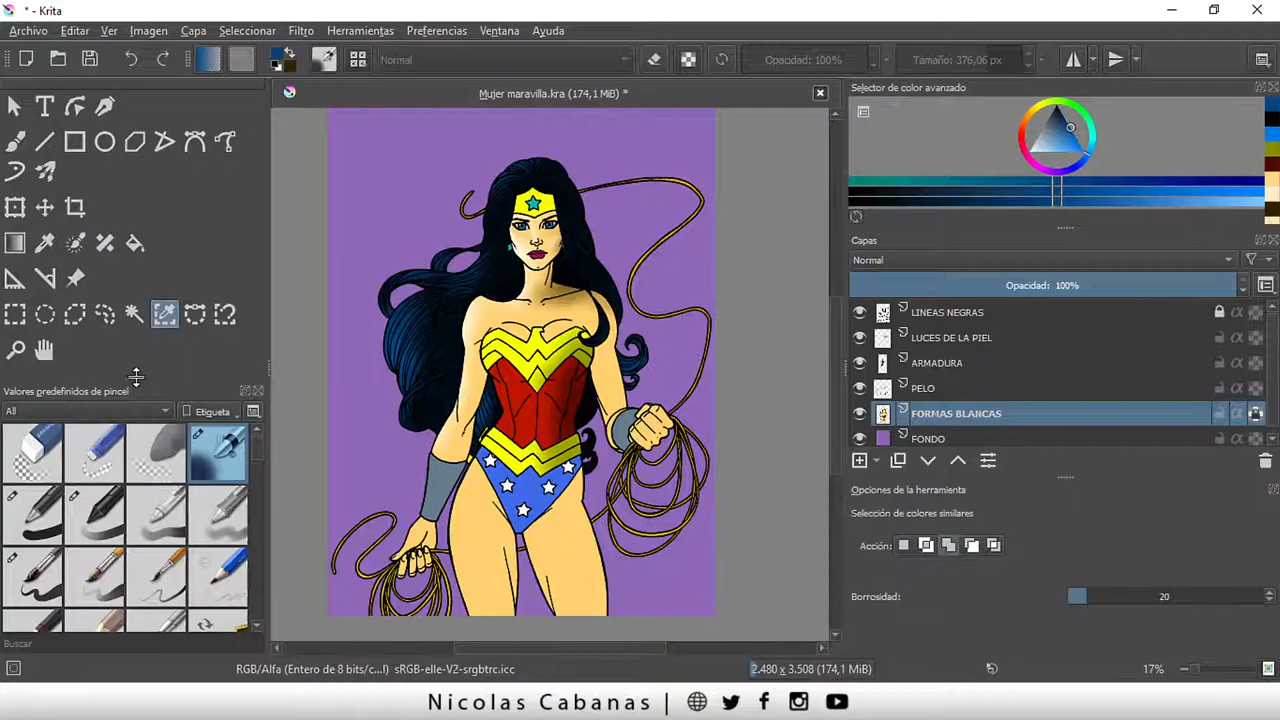 * - Krita
Archivo Editar Ver Imagen Capa Seleccionar Filtro Herramientas Preferencias Ventana Ayuda
Normal Opacidad: 100% Tamaño: 376,06 px
Mujer maravilla.kra (174,1 MiB) *
Selector de color avanzado
Capas
Normal
Opacidad: 100%
LINEAS NEGRAS
LUCES DE LA PIEL
ARMADURA
PELO
FORMAS BLANCAS
FONDO
Valores predefinidos de pincel
All Etiqueta
Opciones de la herramienta
Selección de colores similares
Acción:
Borrosidad: 20
Buscar
RGB/Alfa (Entero de 8 bits/c...l) sRGB-elle-V2-srgbtrc.icc 2.480 x 3.508 (174,1 MiB) 17%
Nicolas Cabanas |